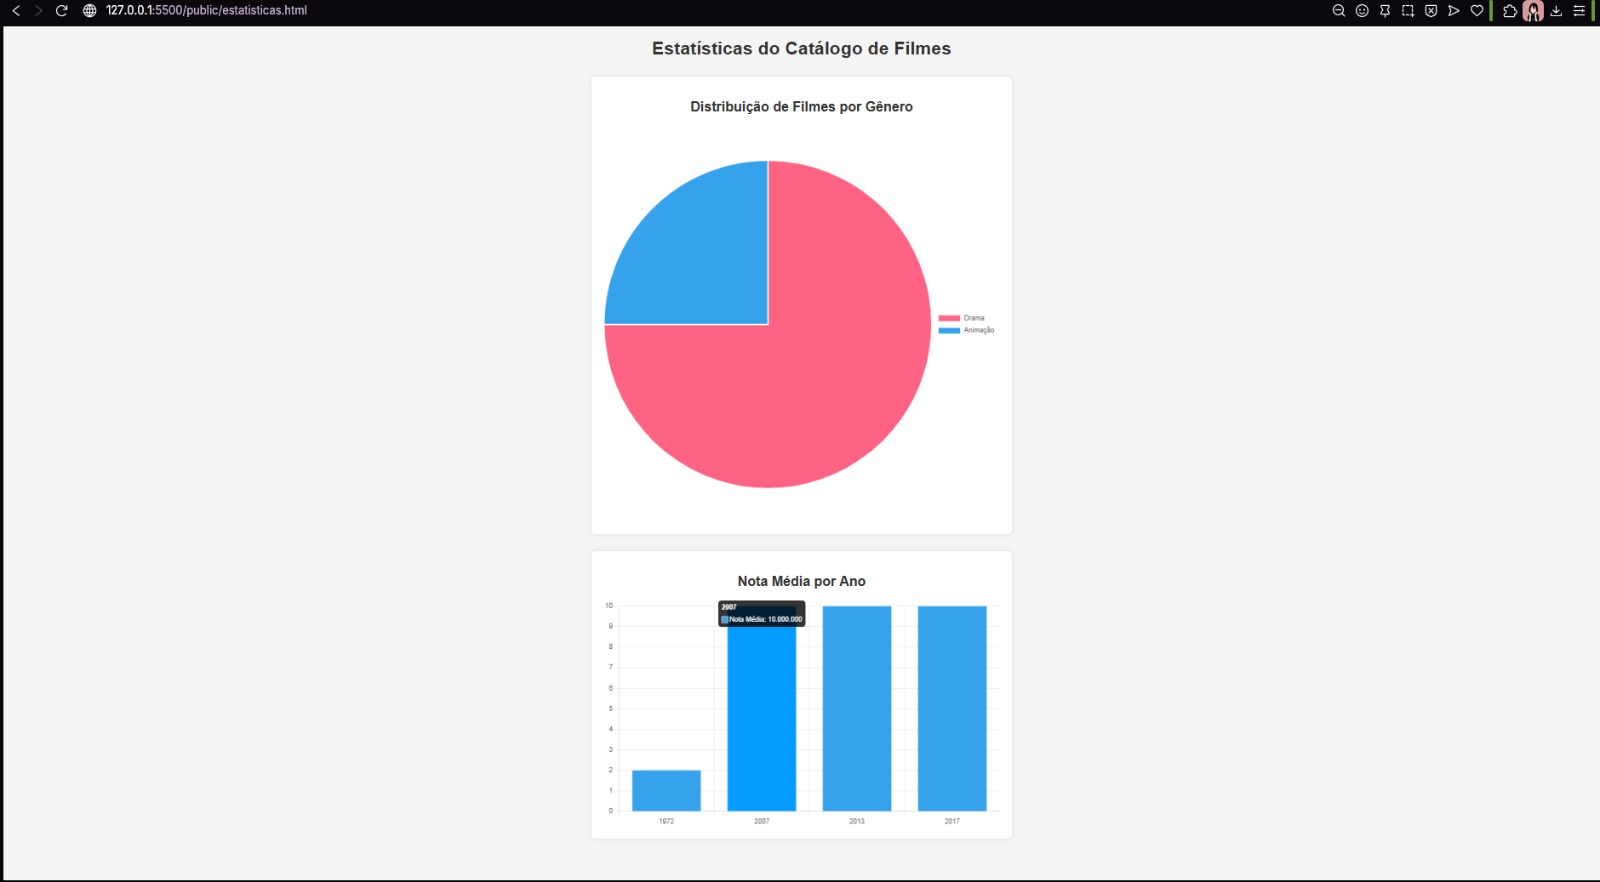 127.0.0.1:5500/public/estatisticas.html
Estatísticas do Catálogo de Filmes
Distribuição de Filmes por Gênero
Drama
Animação
Nota Média por Ano
10
9
8
7
6
5
4
3
2
1
0
2007
Nota Média: 10.000.000
1972
2007
2013
2017